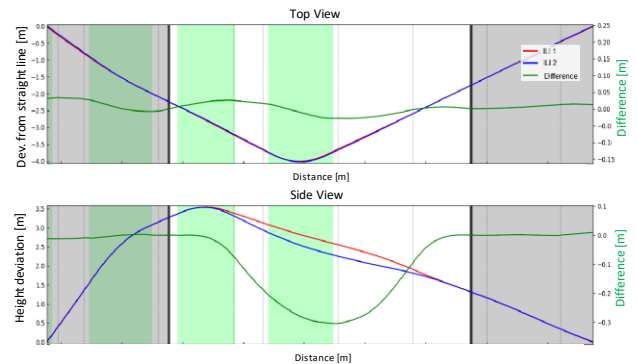 Top View
Dev. from straight line [m]
0.0
-0.5
-1.0
-1.5
-2.0
-2.5
-3.0
-3.5
-4.0
ILI 1
ILI 2
Difference
0.25
0.20
0.15
0.10
0.05
0.00
-0.05
-0.10
-0.15
Difference [m]
Distance [m]
Side View
Height deviation [m]
3.5
3.0
2.5
2.0
1.5
1.0
0.5
0.0
0.1
0.0
-0.1
-0.2
-0.3
Difference [m]
Distance [m]